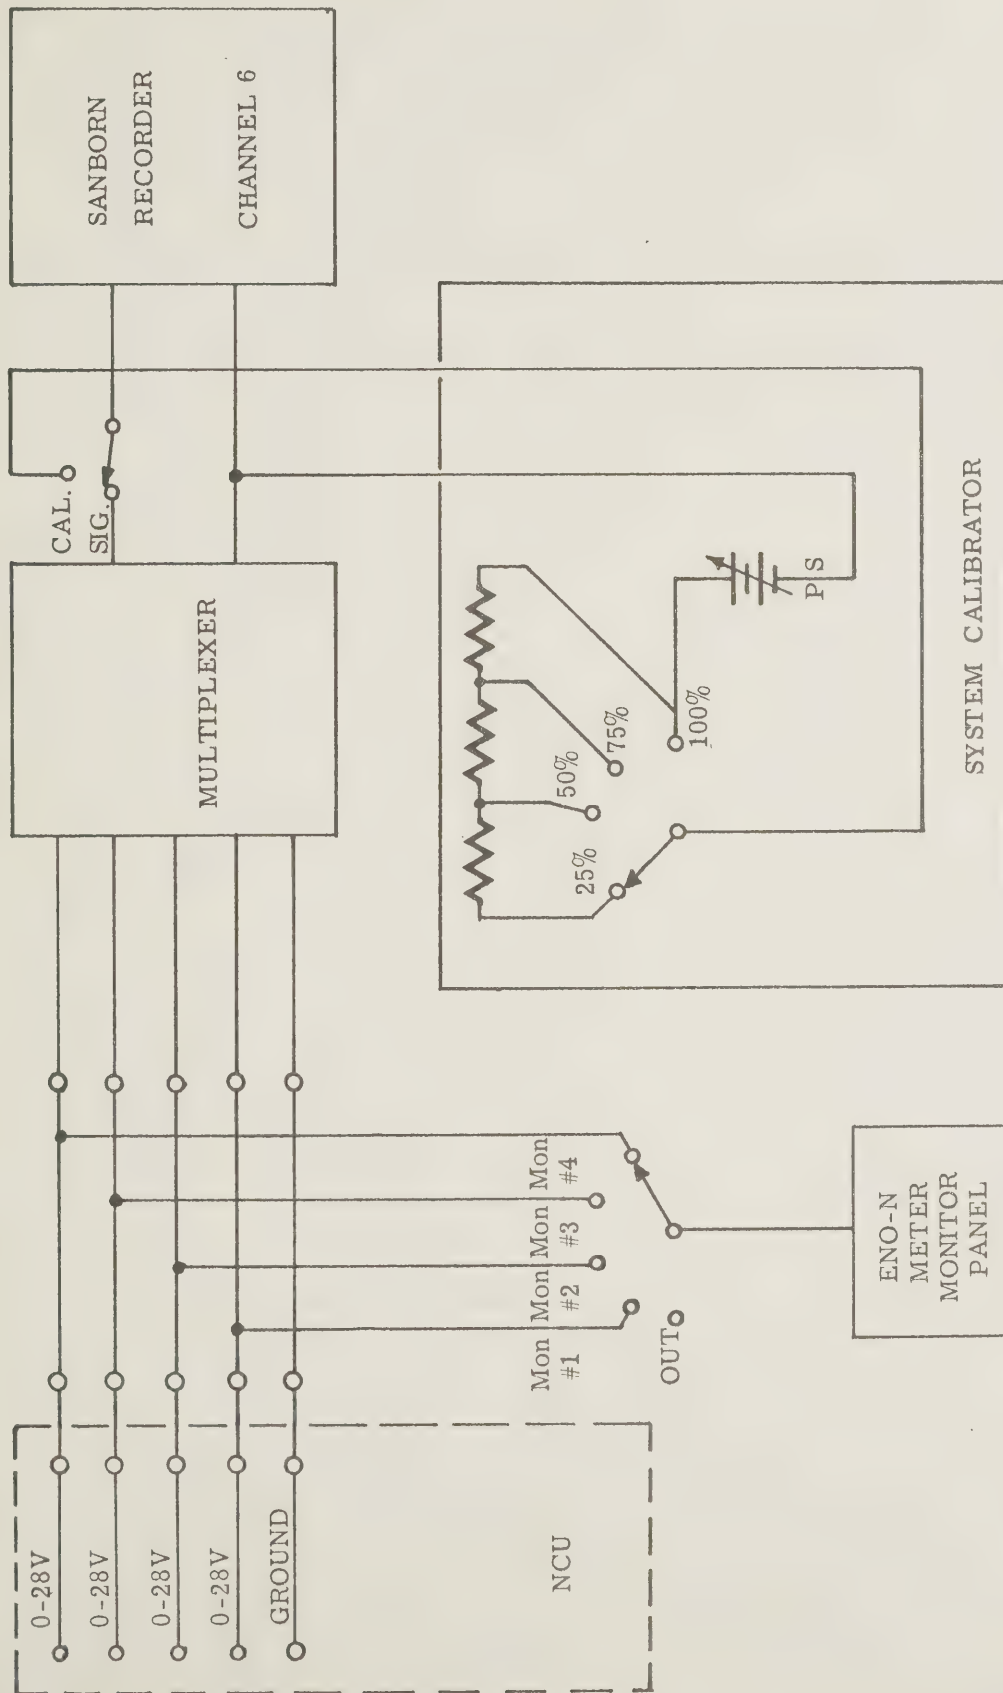 SANBORN
RECORDER
CHANNEL 6
CAL.
SIG.
MULTIPLEXER
25%
50%
75%
100%
P S
SYSTEM CALIBRATOR
Mon
#1
Mon
#2
Mon
#3
Mon
#4
OUT
ENO-N
METER
MONITOR
PANEL
0-28V
0-28V
0-28V
0-28V
GROUND
NCU